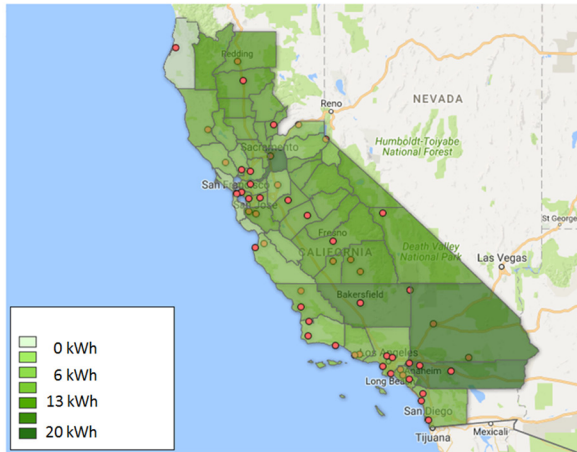 Redding
Reno
NEVADA
Humboldt-Toiyabe
National Forest
Sacramento
San Francisco
San Jose
St George
Fresno
Death Valley
National Park
CALIFORNIA
Las Vegas
Bakersfield
Los Angeles
Anaheim
Long Beach
San Diego
Tijuana
Mexicali
0 kWh
6 kWh
13 kWh
20 kWh